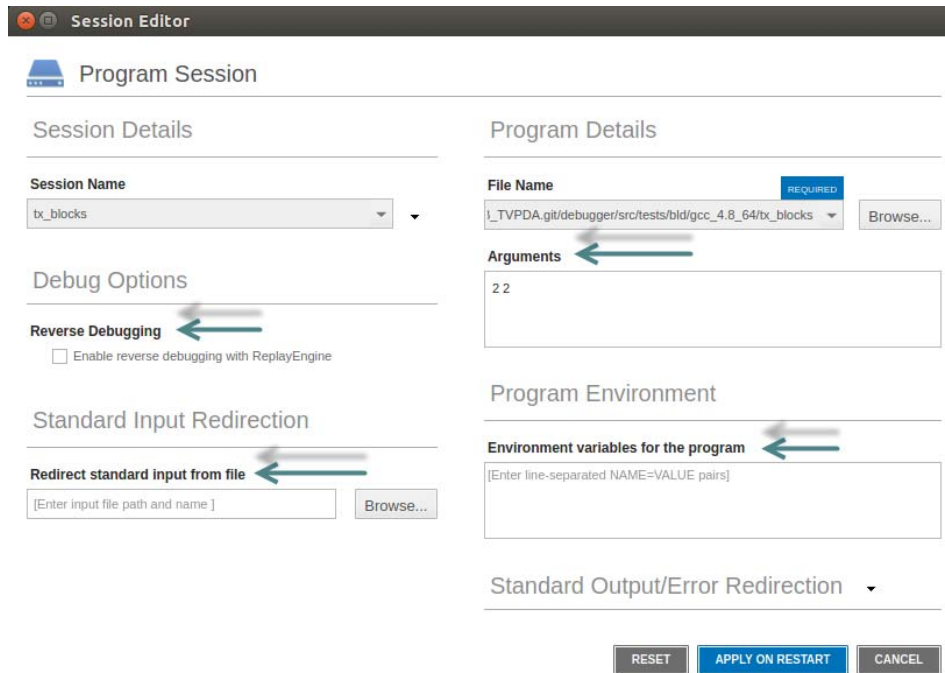 Session Editor
Program Session
Session Details
Session Name
tx_blocks
Debug Options
Reverse Debugging
Enable reverse debugging with ReplayEngine
Standard Input Redirection
Redirect standard input from file
[Enter input file path and name ]
Browse...
Program Details
File Name
REQUIRED
_TVPDA.git/debugger/src/tests/bld/gcc_4.8_64/tx_blocks
Browse...
Arguments
2 2
Program Environment
Environment variables for the program
[Enter line-separated NAME=VALUE pairs]
Standard Output/Error Redirection
RESET
APPLY ON RESTART
CANCEL